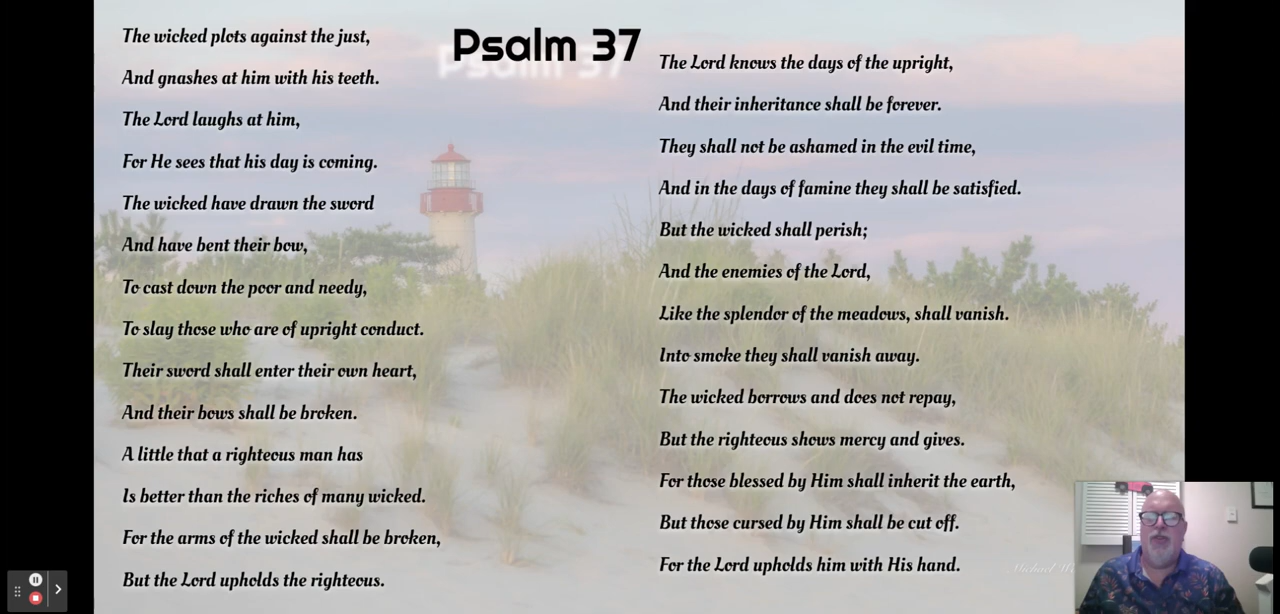 Psalm 37
The wicked plots against the just,
And gnashes at him with his teeth.
The Lord laughs at him,
For He sees that his day is coming.
The wicked have drawn the sword
And have bent their bow,
To cast down the poor and needy,
To slay those who are of upright conduct.
Their sword shall enter their own heart,
And their bows shall be broken.
A little that a righteous man has
Is better than the riches of many wicked.
For the arms of the wicked shall be broken,
But the Lord upholds the righteous.
The Lord knows the days of the upright,
And their inheritance shall be forever.
They shall not be ashamed in the evil time,
And in the days of famine they shall be satisfied.
But the wicked shall perish;
And the enemies of the Lord,
Like the splendor of the meadows, shall vanish.
Into smoke they shall vanish away.
The wicked borrows and does not repay,
But the righteous shows mercy and gives.
For those blessed by Him shall inherit the earth,
But those cursed by Him shall be cut off.
For the Lord upholds him with His hand.
Michael